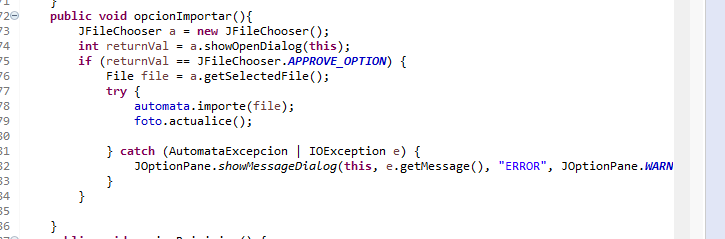 71 }
72 public void opcionImportar(){
73 JFileChooser a = new JFileChooser();
74 int returnVal = a.showOpenDialog(this);
75 if (returnVal == JFileChooser.APPROVE_OPTION) {
76 File file = a.getSelectedFile();
77 try {
78 automata.importe(file);
79 foto.actualice();
80
81 } catch (AutomataExcepcion | IOException e) {
82 JOptionPane.showMessageDialog(this, e.getMessage(), "ERROR", JOptionPane.WARN
83 }
84 }
85
86 }